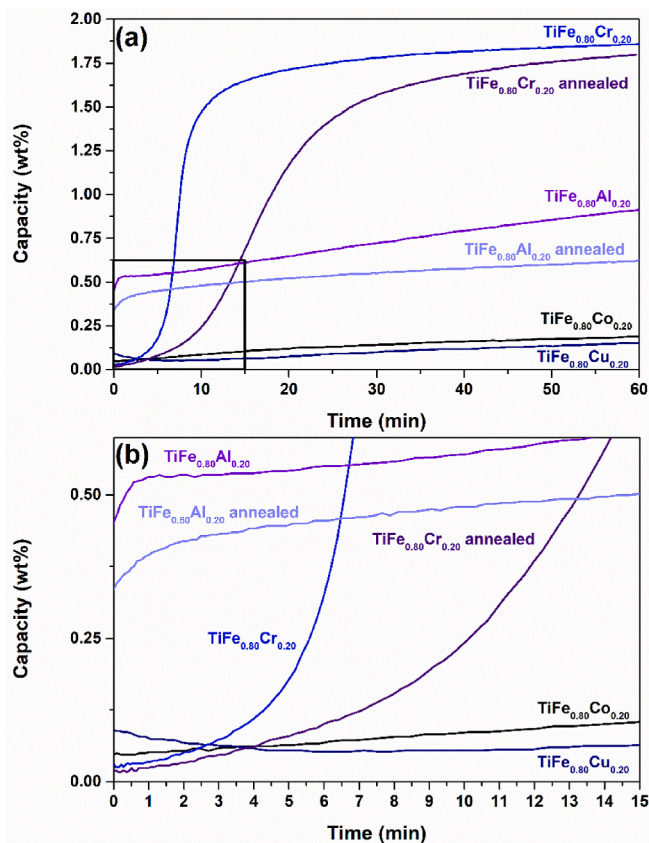 (a)
2.00
1.75
1.50
1.25
1.00
0.75
0.50
0.25
0.00
Capacity (wt%)
TiFe0.80Cr0.20
TiFe0.80Cr0.20 annealed
TiFe0.80Al0.20
TiFe0.80Al0.20 annealed
TiFe0.80Co0.20
TiFe0.80Cu0.20
0 10 20 30 40 50 60
Time (min)
(b)
0.50
0.25
0.00
Capacity (wt%)
TiFe0.80Al0.20
TiFe0.80Al0.20 annealed
TiFe0.80Cr0.20 annealed
TiFe0.80Cr0.20
TiFe0.80Co0.20
TiFe0.80Cu0.20
0 1 2 3 4 5 6 7 8 9 10 11 12 13 14 15
Time (min)